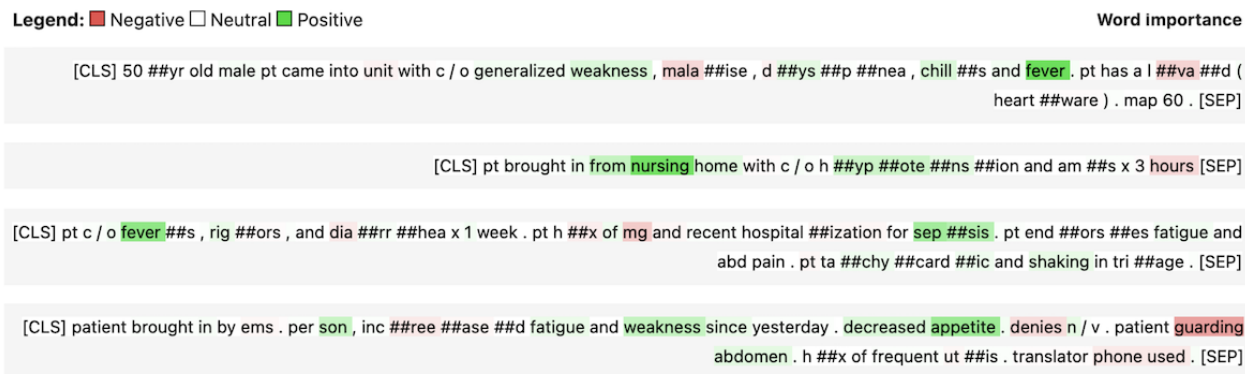 Legend: Negative Neutral Positive Word importance
[CLS] 50 ##yr old male pt came into unit with c / o generalized weakness , mala ##ise , d ##ys ##p ##nea , chill ##s and fever . pt has a l ##va ##d (
heart ##ware ) . map 60 . [SEP]
[CLS] pt brought in from nursing home with c / o h ##yp ##ote ##ns ##ion and am ##s x 3 hours [SEP]
[CLS] pt c / o fever ##s , rig ##ors , and dia ##rr ##hea x 1 week . pt h ##x of mg and recent hospital ##ization for sep ##sis . pt end ##ors ##es fatigue and
abd pain . pt ta ##chy ##card ##ic and shaking in tri ##age . [SEP]
[CLS] patient brought in by ems . per son , inc ##ree ##ase ##d fatigue and weakness since yesterday . decreased appetite . denies n / v . patient guarding
abdomen . h ##x of frequent ut ##is . translator phone used . [SEP]